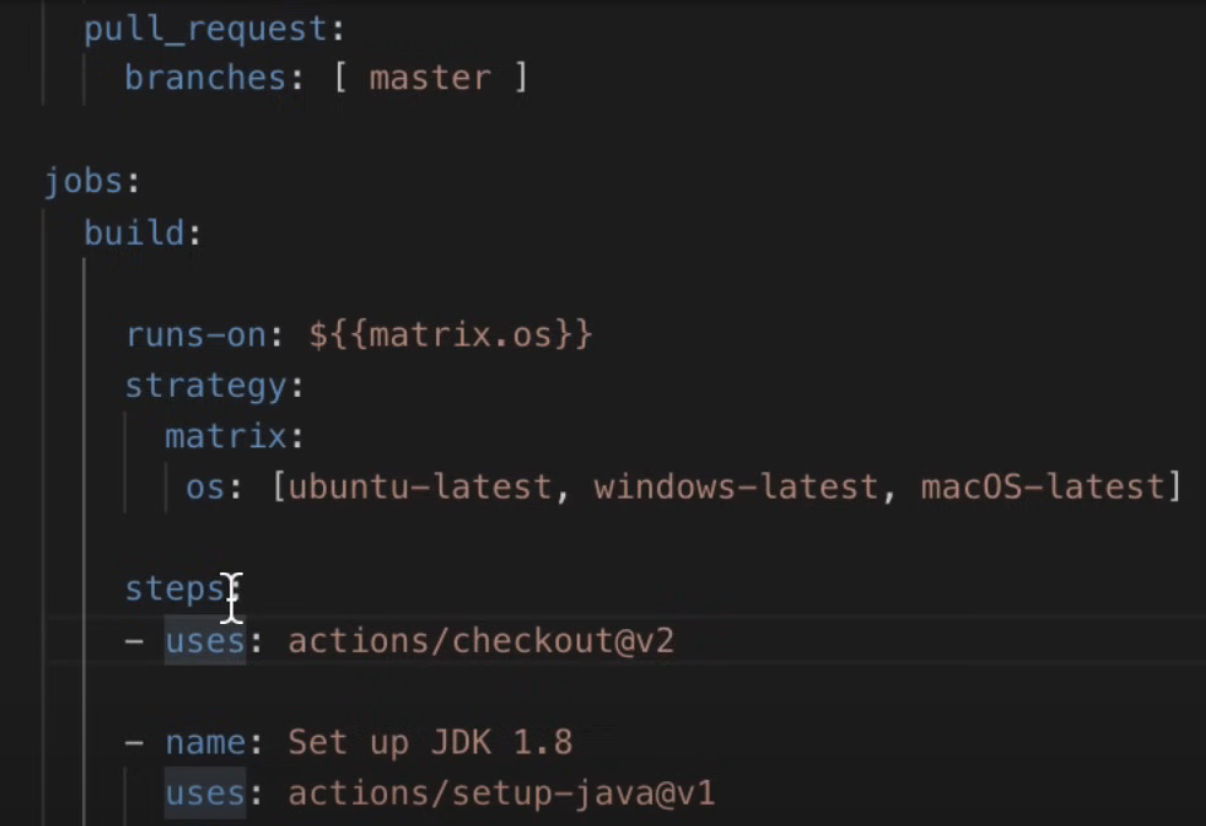 pull_request:
branches: [ master ]
jobs:
build:
runs-on: ${{matrix.os}}
strategy:
matrix:
os: [ubuntu-latest, windows-latest, macOS-latest]
steps:
- uses: actions/checkout@v2
- name: Set up JDK 1.8
uses: actions/setup-java@v1